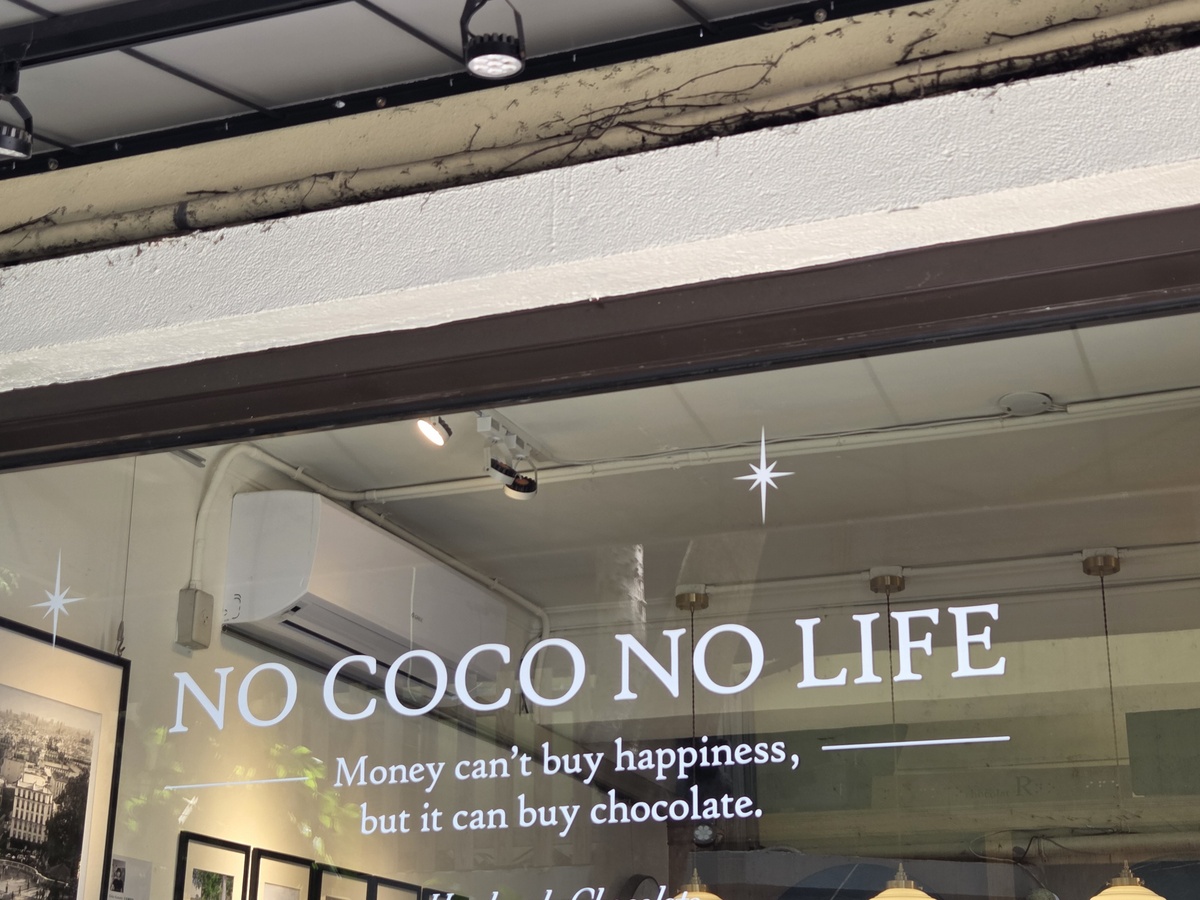 NO COCO NO LIFE
Money can't buy happiness,
but it can buy chocolate.